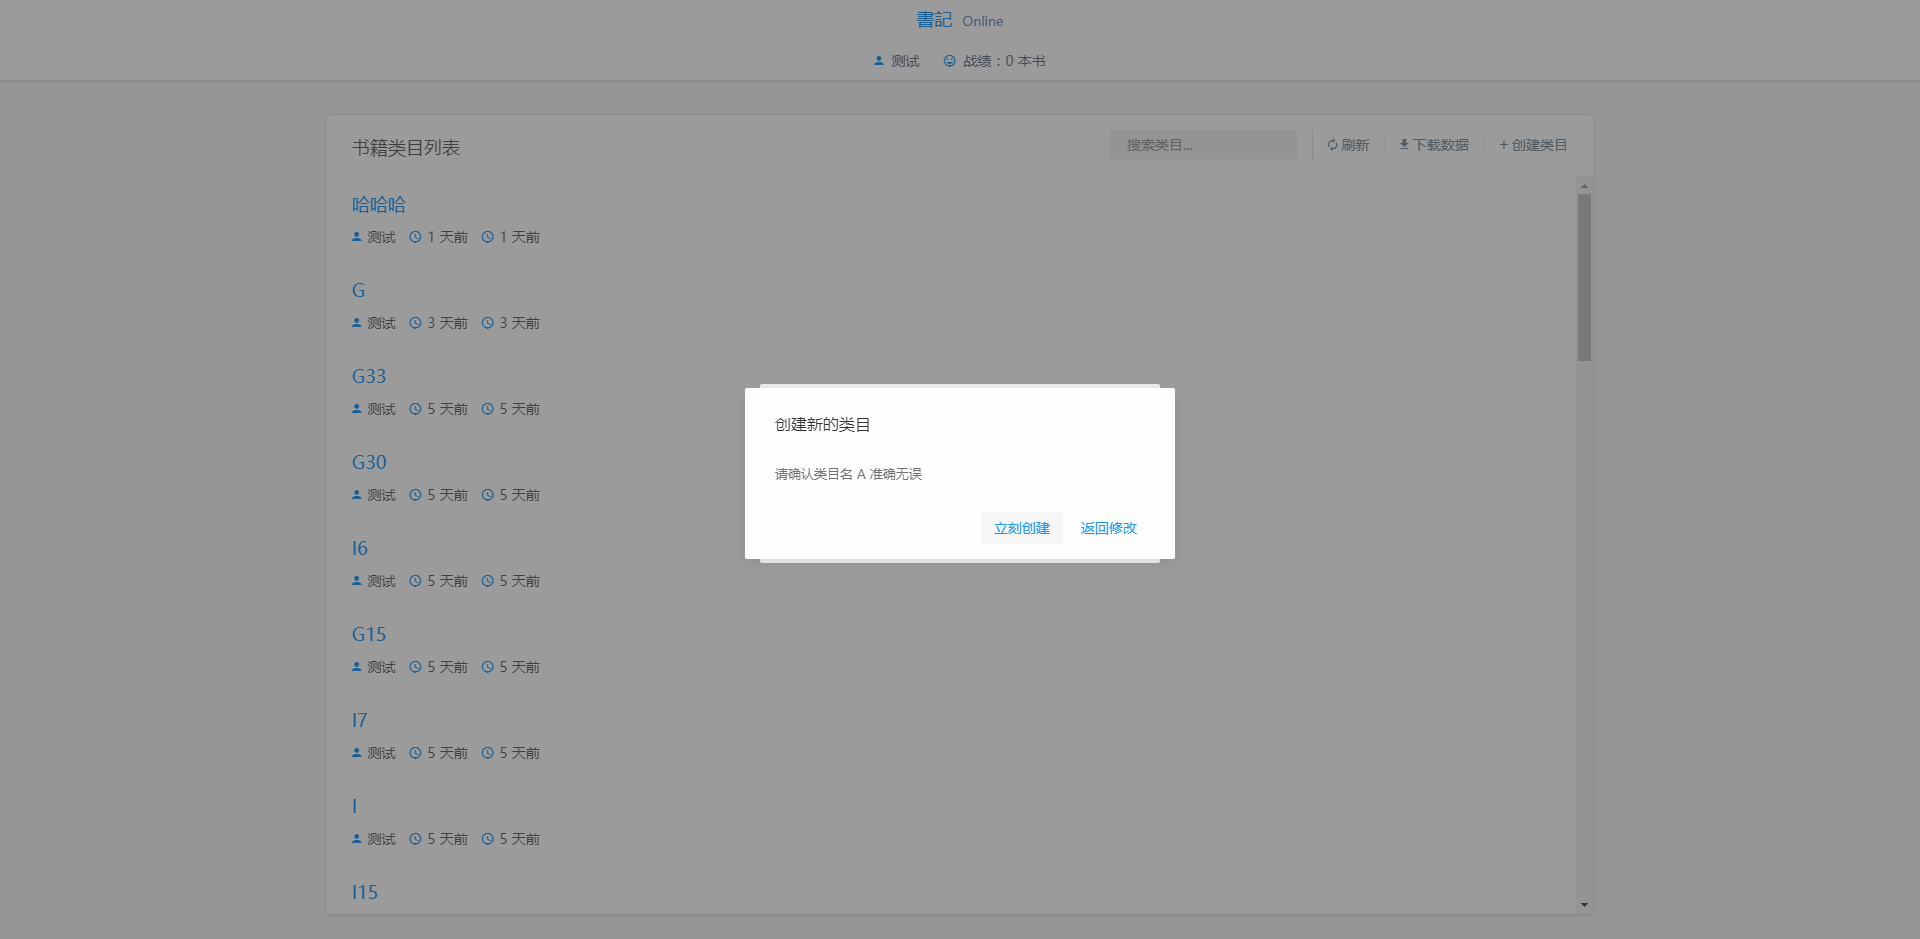 書記 Online
测试 战绩：0 本书
书籍类目列表 搜索类目... 刷新 下载数据 + 创建类目
哈哈哈
测试 1 天前 1 天前
G
测试 3 天前 3 天前
G33
测试 5 天前 5 天前
G30
测试 5 天前 5 天前
I6
测试 5 天前 5 天前
G15
测试 5 天前 5 天前
I7
测试 5 天前 5 天前
I
测试 5 天前 5 天前
I15
创建新的类目
请确认类目名 A 准确无误
立刻创建 返回修改